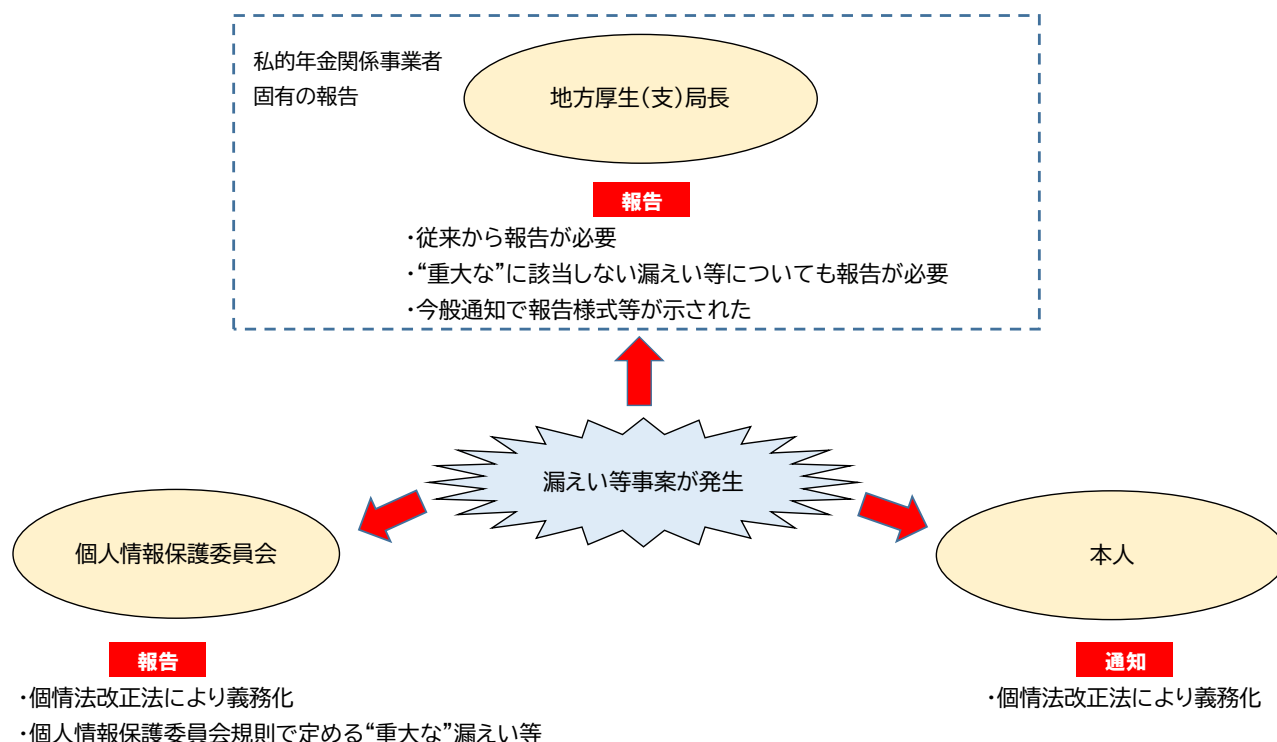 私的年金関係事業者
固有の報告
地方厚生(支)局長
報告
・従来から報告が必要
・“重大な”に該当しない漏えい等についても報告が必要
・今般通知で報告様式等が示された
漏えい等事案が発生
個人情報保護委員会
本人
報告
・個情法改正法により義務化
・個人情報保護委員会規則で定める“重大な”漏えい等
通知
・個情法改正法により義務化